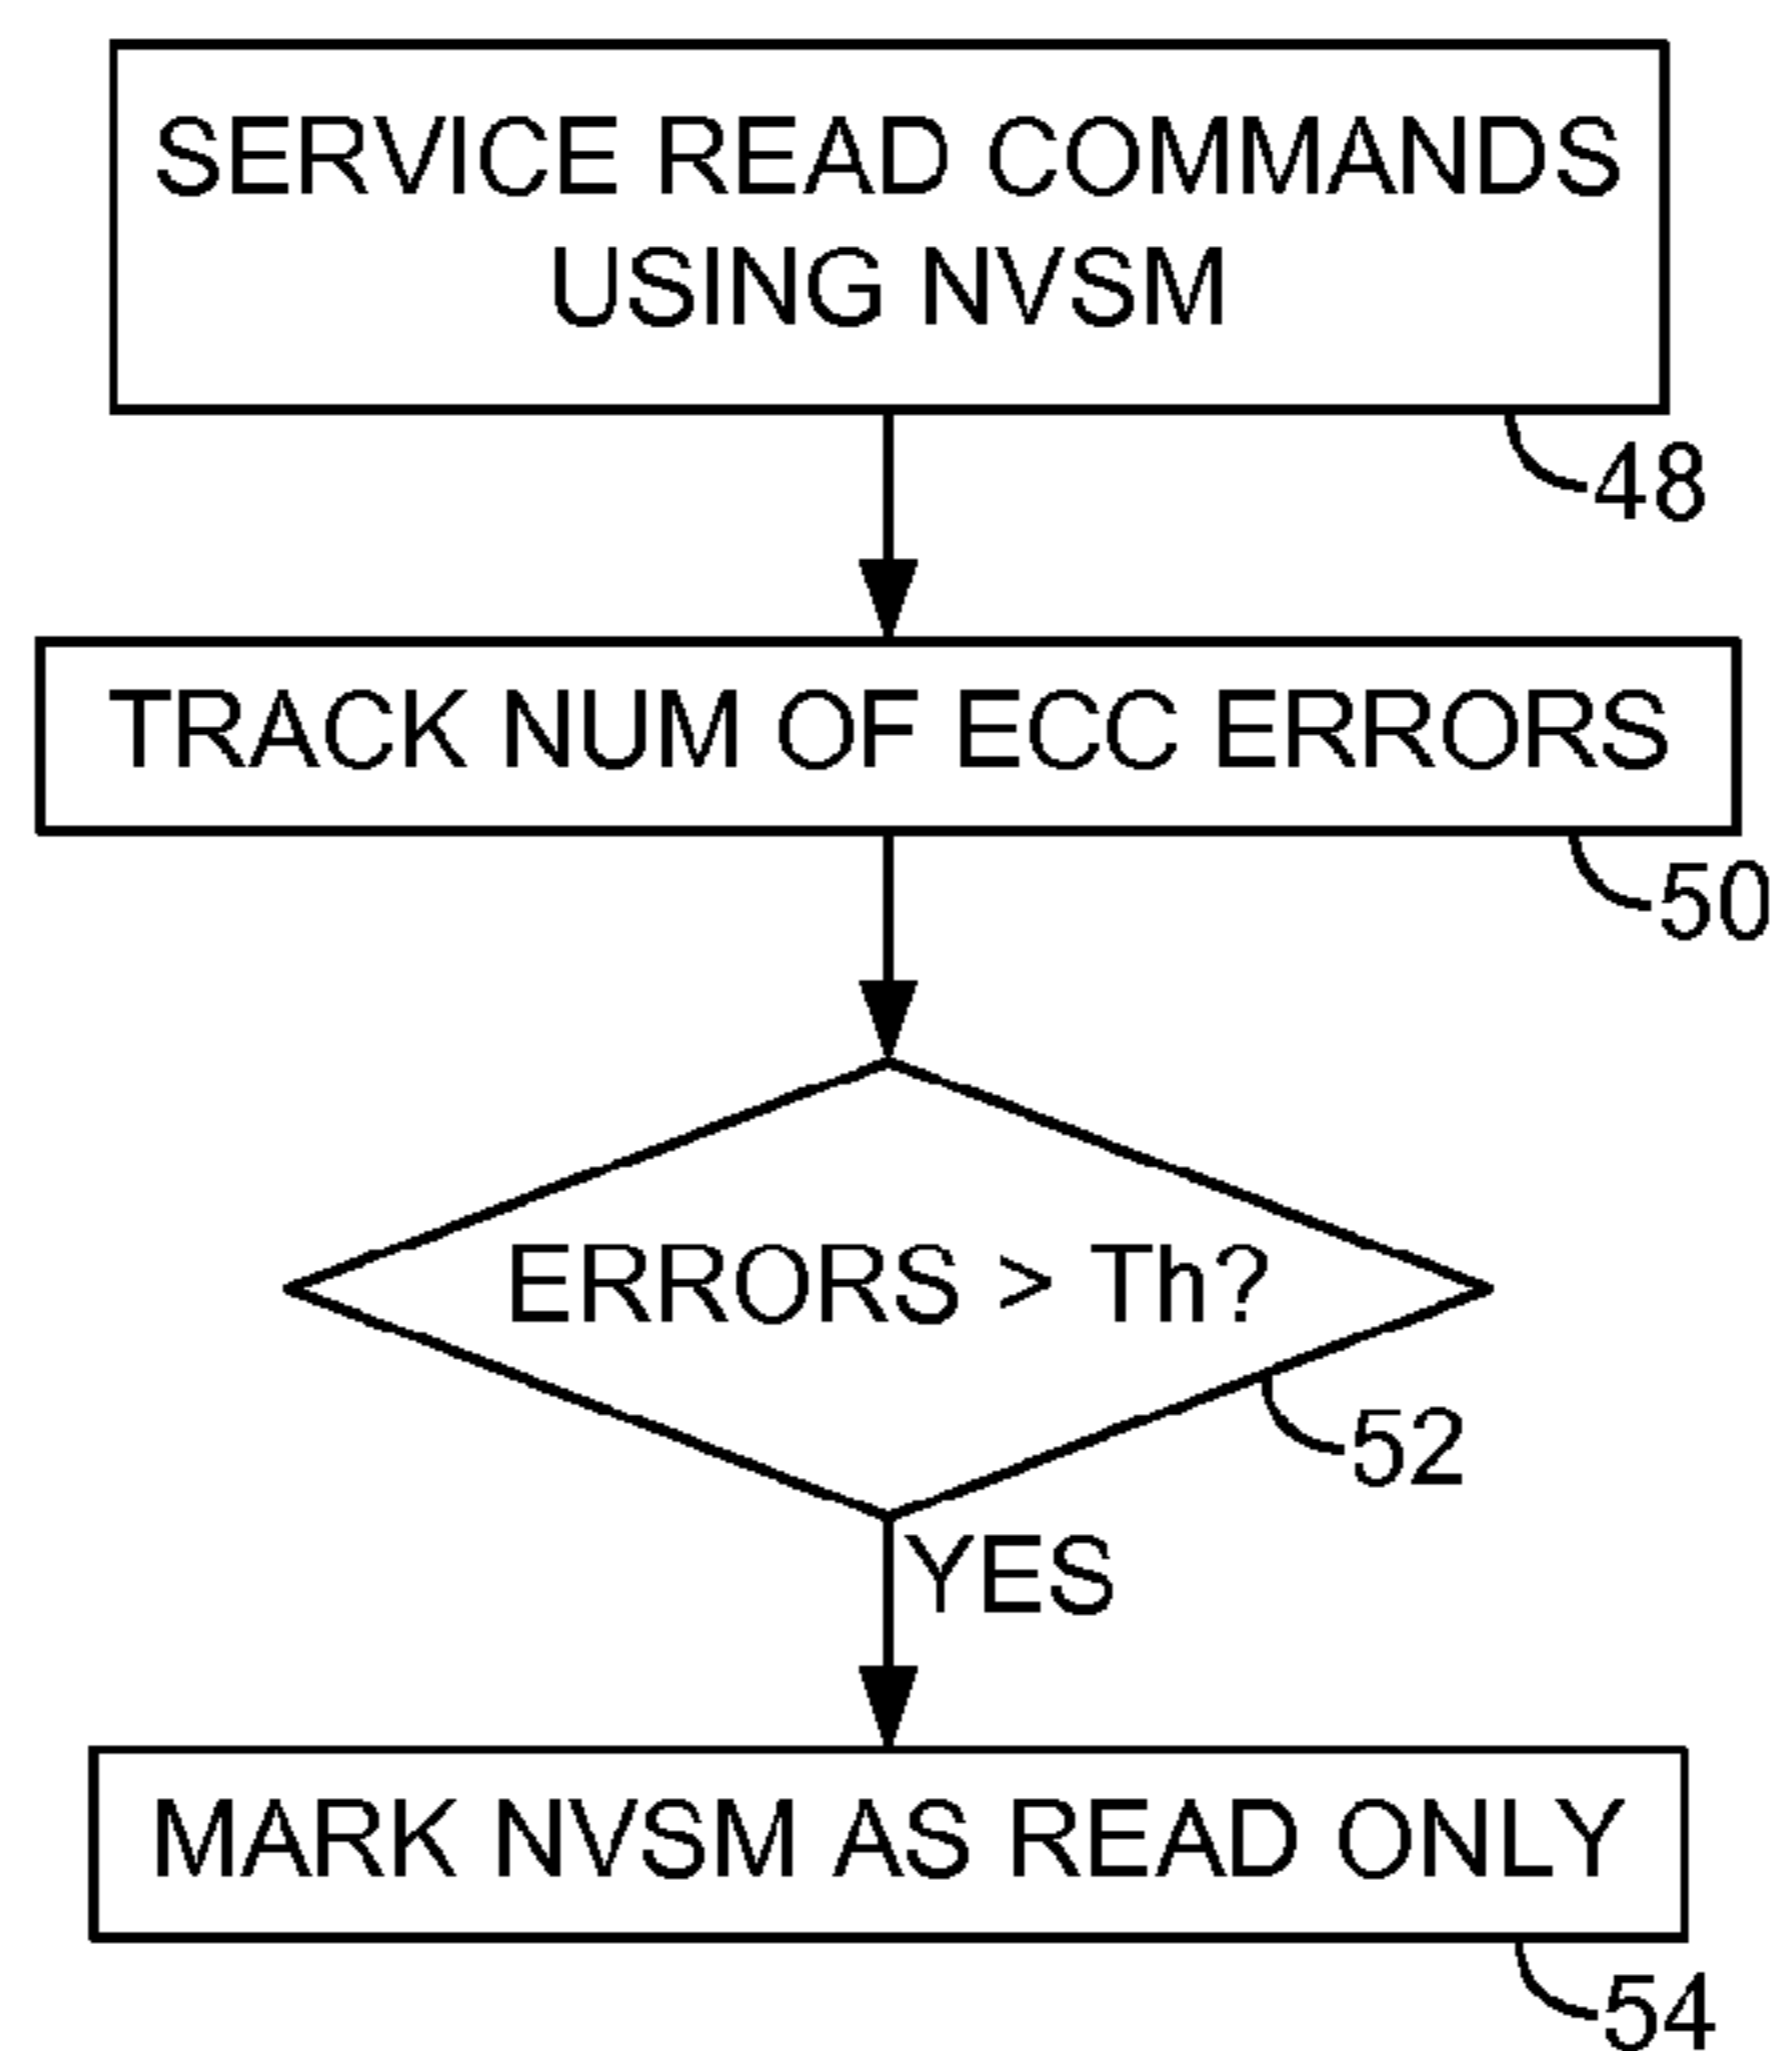 SERVICE READ COMMANDS
USING NVSM
48
TRACK NUM OF ECC ERRORS
50
ERRORS > Th?
52
YES
MARK NVSM AS READ ONLY
54